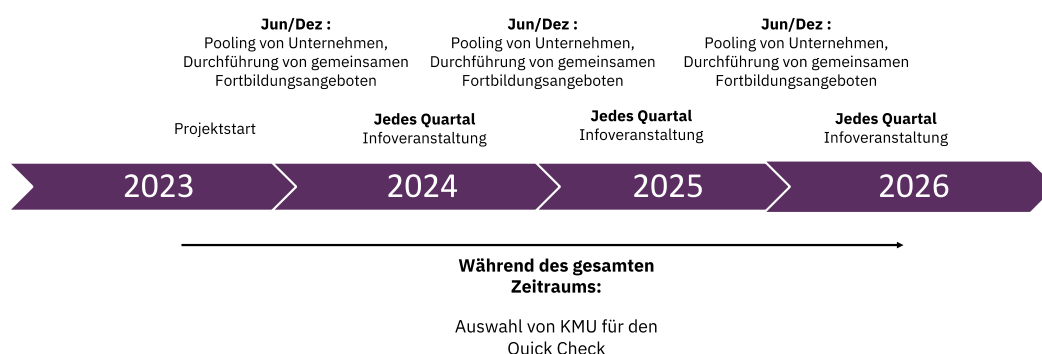 Jun/Dez :
Pooling von Unternehmen,
Durchführung von gemeinsamen
Fortbildungsangeboten
Jun/Dez :
Pooling von Unternehmen,
Durchführung von gemeinsamen
Fortbildungsangeboten
Jun/Dez :
Pooling von Unternehmen,
Durchführung von gemeinsamen
Fortbildungsangeboten
Projektstart
Jedes Quartal
Infoveranstaltung
Jedes Quartal
Infoveranstaltung
Jedes Quartal
Infoveranstaltung
2023
2024
2025
2026
Während des gesamten
Zeitraums:
Auswahl von KMU für den
Quick Check